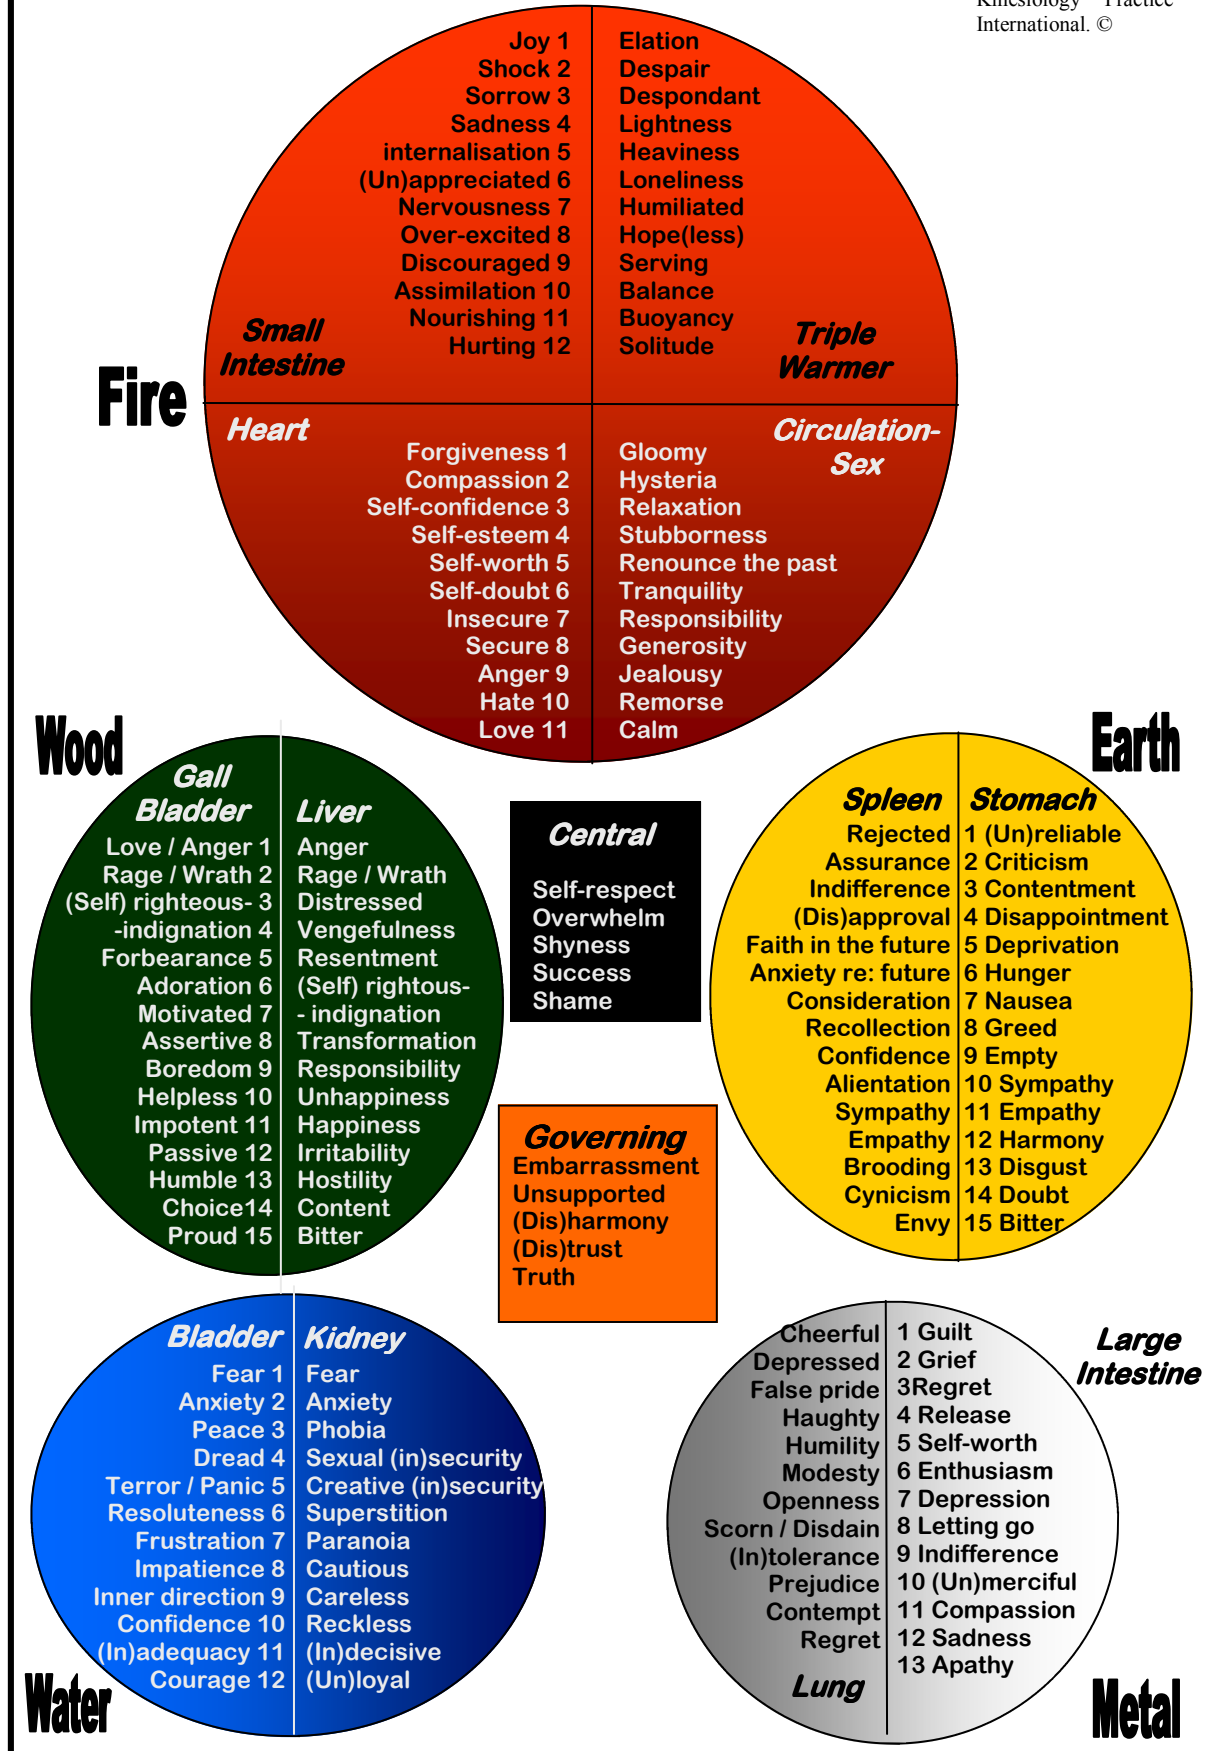 Kinesiology Practice
International. ©
Fire
Small
Intestine
Joy 1
Shock 2
Sorrow 3
Sadness 4
internalisation 5
(Un)appreciated 6
Nervousness 7
Over-excited 8
Discouraged 9
Assimilation 10
Nourishing 11
Hurting 12
Elation
Despair
Despondant
Lightness
Heaviness
Loneliness
Humiliated
Hope(less)
Serving
Balance
Buoyancy
Solitude
Triple
Warmer
Heart
Forgiveness 1
Compassion 2
Self-confidence 3
Self-esteem 4
Self-worth 5
Self-doubt 6
Insecure 7
Secure 8
Anger 9
Hate 10
Love 11
Circulation-
Sex
Gloomy
Hysteria
Relaxation
Stubborness
Renounce the past
Tranquility
Responsibility
Generosity
Jealousy
Remorse
Calm
Wood
Gall
Bladder
Love / Anger 1
Rage / Wrath 2
(Self) righteous- 3
-indignation 4
Forbearance 5
Adoration 6
Motivated 7
Assertive 8
Boredom 9
Helpless 10
Impotent 11
Passive 12
Humble 13
Choice14
Proud 15
Liver
Anger
Rage / Wrath
Distressed
Vengefulness
Resentment
(Self) rightous-
- indignation
Transformation
Responsibility
Unhappiness
Happiness
Irritability
Hostility
Content
Bitter
Central
Self-respect
Overwhelm
Shyness
Success
Shame
Governing
Embarrassment
Unsupported
(Dis)harmony
(Dis)trust
Truth
Earth
Spleen
Rejected
Assurance
Indifference
(Dis)approval
Faith in the future
Anxiety re: future
Consideration
Recollection
Confidence
Alientation
Sympathy
Empathy
Brooding
Cynicism
Envy
Stomach
1 (Un)reliable
2 Criticism
3 Contentment
4 Disappointment
5 Deprivation
6 Hunger
7 Nausea
8 Greed
9 Empty
10 Sympathy
11 Empathy
12 Harmony
13 Disgust
14 Doubt
15 Bitter
Water
Bladder
Fear 1
Anxiety 2
Peace 3
Dread 4
Terror / Panic 5
Resoluteness 6
Frustration 7
Impatience 8
Inner direction 9
Confidence 10
(In)adequacy 11
Courage 12
Kidney
Fear
Anxiety
Phobia
Sexual (in)security
Creative (in)security
Superstition
Paranoia
Cautious
Careless
Reckless
(In)decisive
(Un)loyal
Cheerful
Depressed
False pride
Haughty
Humility
Modesty
Openness
Scorn / Disdain
(In)tolerance
Prejudice
Contempt
Regret
Lung
Large
Intestine
1 Guilt
2 Grief
3Regret
4 Release
5 Self-worth
6 Enthusiasm
7 Depression
8 Letting go
9 Indifference
10 (Un)merciful
11 Compassion
12 Sadness
13 Apathy
Metal